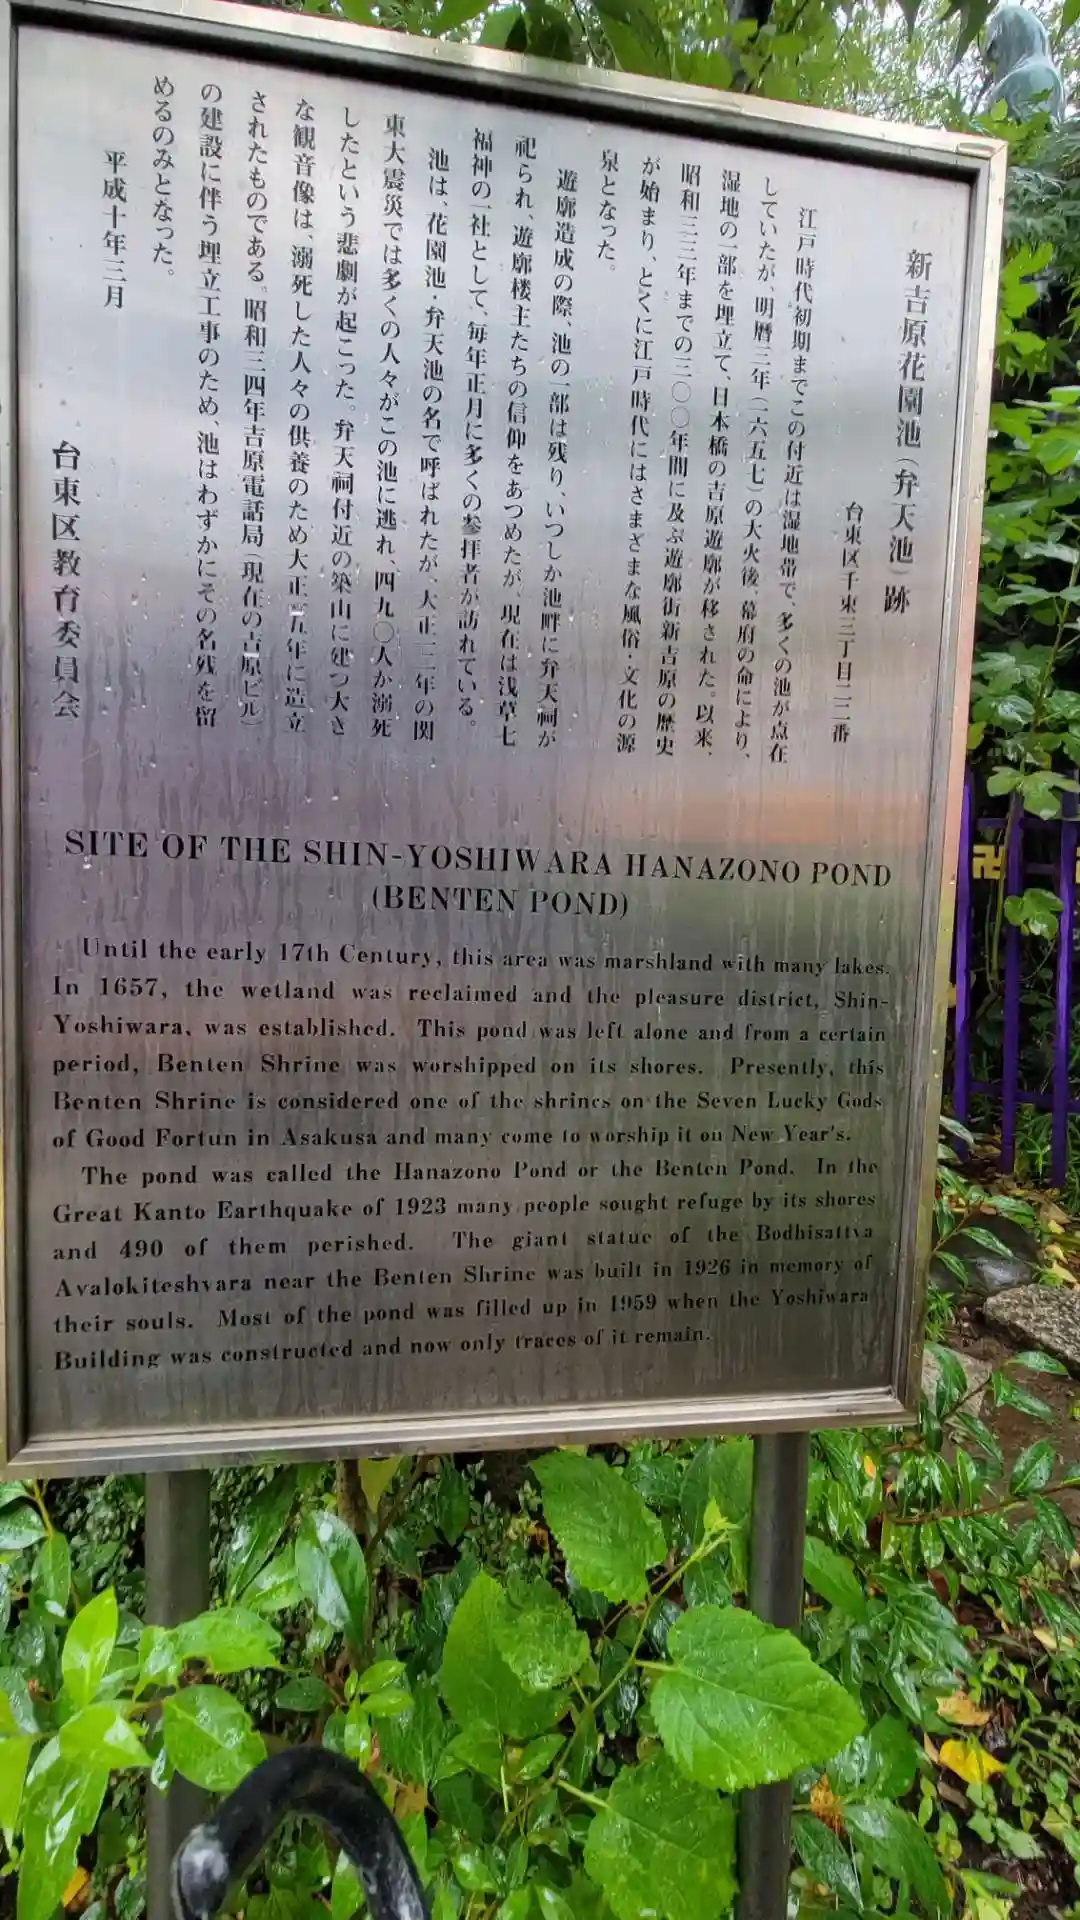 新吉原花園池(弁天池)跡
台東区千束三丁目二二番
江戸時代初期までこの付近は湿地帯で、多くの池が点在
していたが、明暦三年(一六五七)の大火後、幕府の命により、
湿地の一部を埋立て、日本橋の吉原遊廓が移された。以来、
昭和三三年までの三〇〇年間に及ぶ遊廓街新吉原の歴史
が始まり、とくに江戸時代にはさまざまな風俗・文化の源
泉となった。
遊廓造成の際、池の一部は残り、いつしか池畔に弁天祠が
祀られ、遊廓楼主たちの信仰をあつめたが、現在は浅草七
福神の一社として、毎年正月に多くの参拝者が訪れている。
池は、花園池・弁天池の名で呼ばれたが、大正一二年の関
東大震災では多くの人々がこの池に逃れ、四九〇人が溺死
したという悲劇が起こった。弁天祠付近の築山に建つ大き
な観音像は、溺死した人々の供養のため大正一五年に造立
されたものである。昭和三四年吉原電話局(現在の吉原ビル)
の建設に伴う埋立工事のため、池はわずかにその名残を留
めるのみとなった。
平成十年三月
台東区教育委員会
SITE OF THE SHIN-YOSHIWARA HANAZONO POND
(BENTEN POND)
Until the early 17th Century, this area was marshland with many lakes.
In 1657, the wetland was reclaimed and the pleasure district, Shin-
Yoshiwara, was established. This pond was left alone and from a certain
period, Benten Shrine was worshipped on its shores. Presently, this
Benten Shrine is considered one of the shrines on the Seven Lucky Gods
of Good Fortun in Asakusa and many come to worship it on New Year's.
The pond was called the Hanazono Pond or the Benten Pond. In the
Great Kanto Earthquake of 1923 many people sought refuge by its shores
and 490 of them perished. The giant statue of the Bodhisattva
Avalokiteshvara near the Benten Shrine was built in 1926 in memory of
their souls. Most of the pond was filled up in 1959 when the Yoshiwara
Building was constructed and now only traces of it remain.